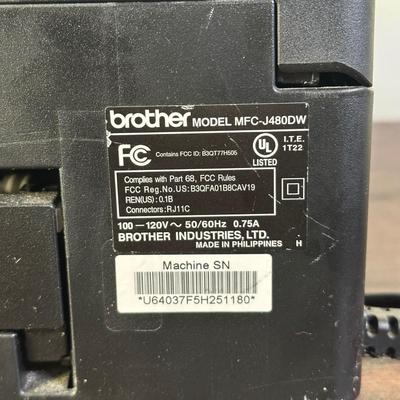 brother MODEL MFC-J480DW
FC Contains FCC ID: B3QT77H505
UL LISTED
I.T.E.
1T22
Complies with Part 68, FCC Rules
FCC Reg.No.US:B3QFA01B8CAV19
REN(US):0.1B
Connectors:RJ11C
100-120V~ 50/60Hz 0.75A
BROTHER INDUSTRIES, LTD.
MADE IN PHILIPPINES H
Machine SN
*U64037F5H251180*